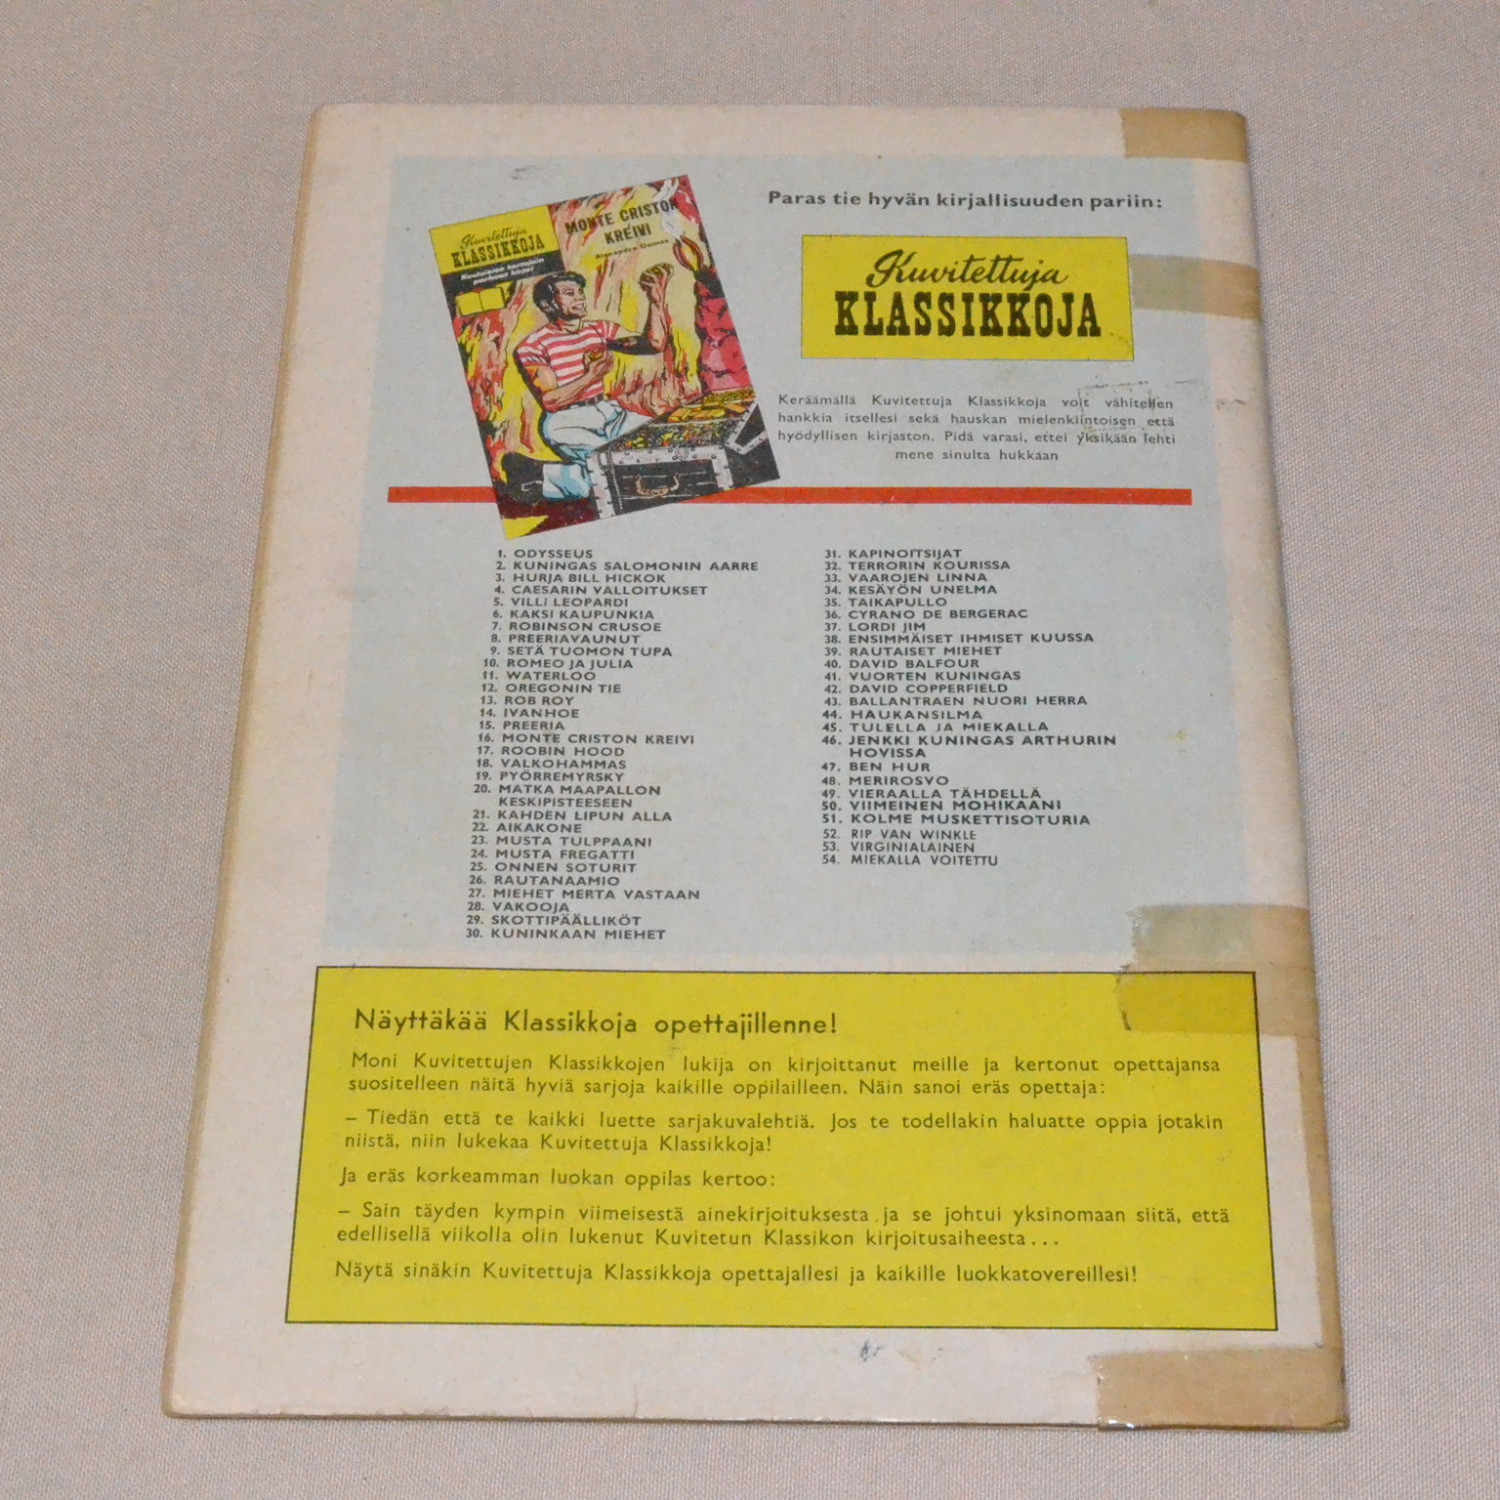 Paras tie hyvän kirjallisuuden pariin:
Kuvitettuja
KLASSIKKOJA
MONTE CRISTON
KREIVI
Alexandre Dumas
Kuvitettuja
KLASSIKKOJA
Keräämällä Kuvitettuja Klassikkoja voit vähitellen
hankkia itsellesi sekä hauskan mielenkiintoisen että
hyödyllisen kirjaston. Pidä varasi, ettei yksikään lehti
mene sinulta hukkaan
1. ODYSSEUS
2. KUNINGAS SALOMONIN AARRE
3. HURJA BILL HICKOK
4. CAESARIN VALLOITUKSET
5. VILLI LEOPARDI
6. KAKSI KAUPUNKIA
7. ROBINSON CRUSOE
8. PREERIAVAUNUT
9. SETÄ TUOMON TUPA
10. ROMEO JA JULIA
11. WATERLOO
12. OREGONIN TIE
13. ROB ROY
14. IVANHOE
15. PREERIA
16. MONTE CRISTON KREIVI
17. ROOBIN HOOD
18. VALKOHAMMAS
19. PYÖRREMYRSKY
20. MATKA MAAPALLON
KESKIPISTEESEEN
21. KAHDEN LIPUN ALLA
22. AIKAKONE
23. MUSTA TULPPAANI
24. MUSTA FREGATTI
25. ONNEN SOTURIT
26. RAUTANAAMIO
27. MIEHET MERTA VASTAAN
28. VAKOOJA
29. SKOTTIPÄÄLLIKÖT
30. KUNINKAAN MIEHET
31. KAPINOITSIJAT
32. TERRORIN KOURISSA
33. VAAROJEN LINNA
34. KESÄYÖN UNELMA
35. TAIKAPULLO
36. CYRANO DE BERGERAC
37. LORDI JIM
38. ENSIMMÄISET IHMISET KUUSSA
39. RAUTAISET MIEHET
40. DAVID BALFOUR
41. VUORTEN KUNINGAS
42. DAVID COPPERFIELD
43. BALLANTRAEN NUORI HERRA
44. HAUKANSILMA
45. TULELLA JA MIEKALLA
46. JENKKI KUNINGAS ARTHURIN
HOVISSA
47. BEN HUR
48. MERIROSVO
49. VIERAALLA TÄHDELLÄ
50. VIIMEINEN MOHIKAANI
51. KOLME MUSKETTISOTURIA
52. RIP VAN WINKLE
53. VIRGINIALAINEN
54. MIEKALLA VOITETTU
Näyttäkää Klassikkoja opettajillenne!
Moni Kuvitettujen Klassikkojen lukija on kirjoittanut meille ja kertonut opettajansa
suositelleen näitä hyviä sarjoja kaikille oppilailleen. Näin sanoi eräs opettaja:
– Tiedän että te kaikki luette sarjakuvalehtiä. Jos te todellakin haluatte oppia jotakin
niistä, niin lukekaa Kuvitettuja Klassikkoja!
Ja eräs korkeamman luokan oppilas kertoo:
– Sain täyden kympin viimeisestä ainekirjoituksesta ja se johtui yksinomaan siitä, että
edellisellä viikolla olin lukenut Kuvitetun Klassikon kirjoitusaiheesta...
Näytä sinäkin Kuvitettuja Klassikkoja opettajallesi ja kaikille luokkatovereillesi!